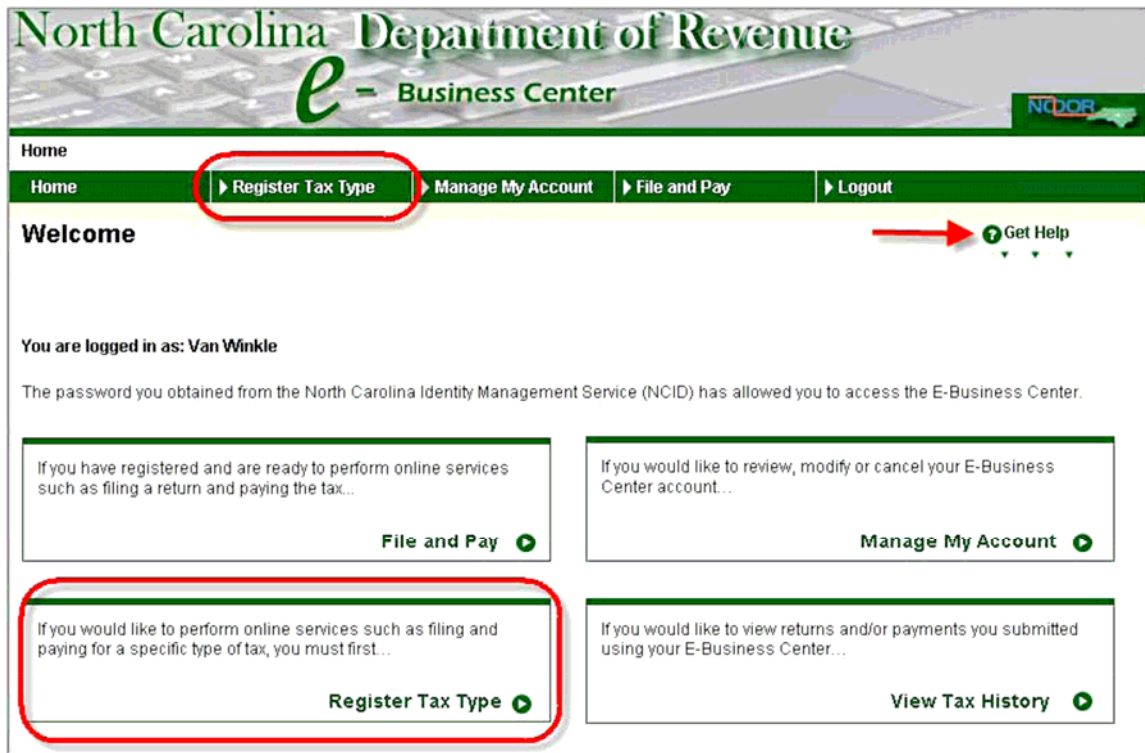 North Carolina Department of Revenue
e - Business Center
NCDOR
Home
Home Register Tax Type Manage My Account File and Pay Logout
Welcome
Get Help
You are logged in as: Van Winkle
The password you obtained from the North Carolina Identity Management Service (NCID) has allowed you to access the E-Business Center.
If you have registered and are ready to perform online services
such as filing a return and paying the tax...
File and Pay
If you would like to review, modify or cancel your E-Business
Center account...
Manage My Account
If you would like to perform online services such as filing and
paying for a specific type of tax, you must first...
Register Tax Type
If you would like to view returns and/or payments you submitted
using your E-Business Center...
View Tax History